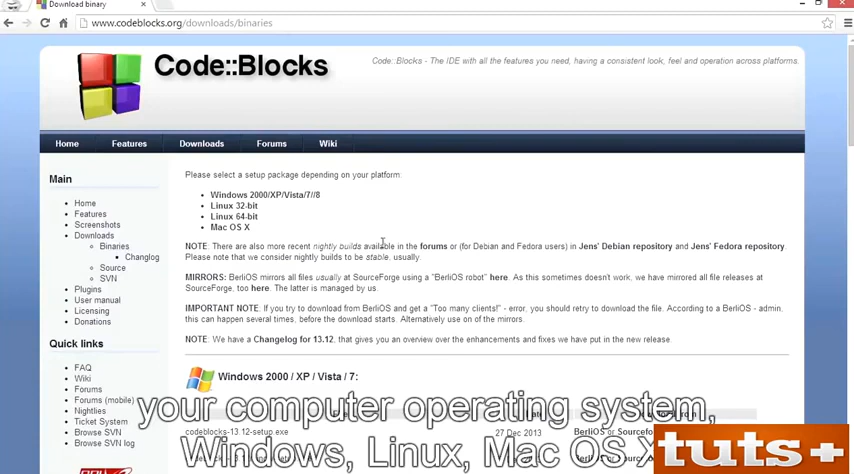 Download binary
www.codeblocks.org/downloads/binaries
Code::Blocks
Code::Blocks - The IDE with all the features you need, having a consistent look, feel and operation across platforms.
Home Features Downloads Forums Wiki
Main
Home
Features
Screenshots
Downloads
Binaries
Changlog
Source
SVN
Plugins
User manual
Licensing
Donations
Quick links
FAQ
Wiki
Forums
Forums (mobile)
Nightlies
Ticket System
Browse SVN
Browse SVN log
Please select a setup package depending on your platform:
Windows 2000/XP/Vista/7//8
Linux 32-bit
Linux 64-bit
Mac OS X
NOTE: There are also more recent nightly builds available in the forums or (for Debian and Fedora users) in Jens' Debian repository and Jens' Fedora repository.
Please note that we consider nightly builds to be stable, usually.
MIRRORS: BerliOS mirrors all files usually at SourceForge using a "BerliOS robot" here. As this sometimes doesn't work, we have mirrored all file releases at
SourceForge, too here. The latter is managed by us.
IMPORTANT NOTE: If you try to download from BerliOS and get a "Too many clients!" - error, you should retry to download the file. According to a BerliOS - admin,
this can happen several times, before the download starts. Alternatively use on of the mirrors.
NOTE: We have a Changelog for 13.12, that gives you an overview over the enhancements and fixes we have put in the new release.
Windows 2000 / XP / Vista / 7:
codeblocks-13.12-setup.exe 27 Dec 2013 BerliOS or
your computer operating system,
Windows, Linux, Mac OS X
tuts+